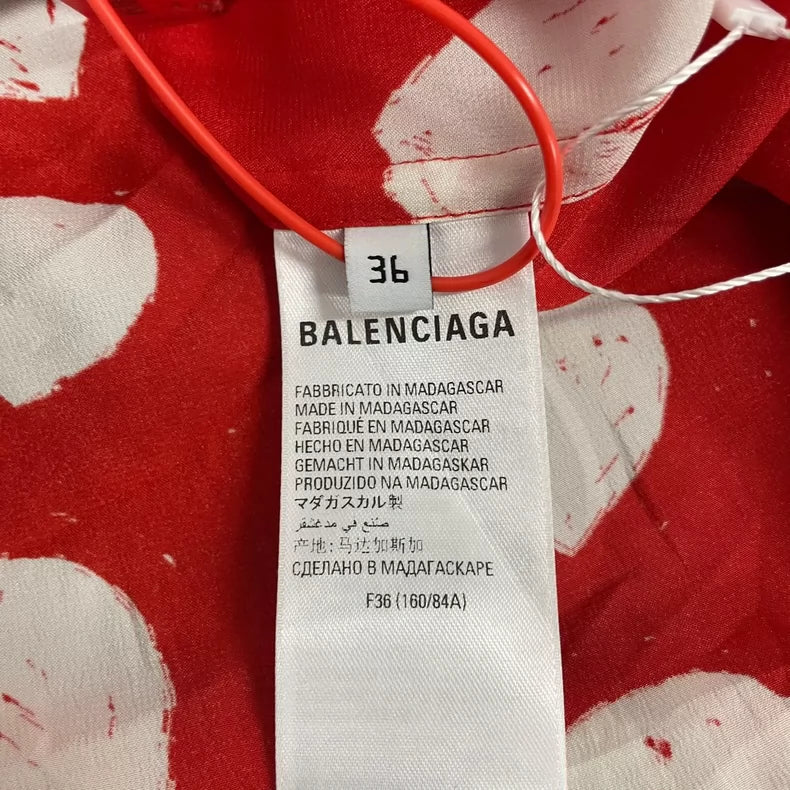 36
BALENCIAGA
FABBRICATO IN MADAGASCAR
MADE IN MADAGASCAR
FABRIQUÉ EN MADAGASCAR
HECHO EN MADAGASCAR
GEMACHT IN MADAGASKAR
PRODUZIDO NA MADAGASCAR
マダガスカル製
صنع في مدغشقر
产地:马达加斯加
СДЕЛАНО В МАДАГАСКАРЕ
F36 (160/84A)